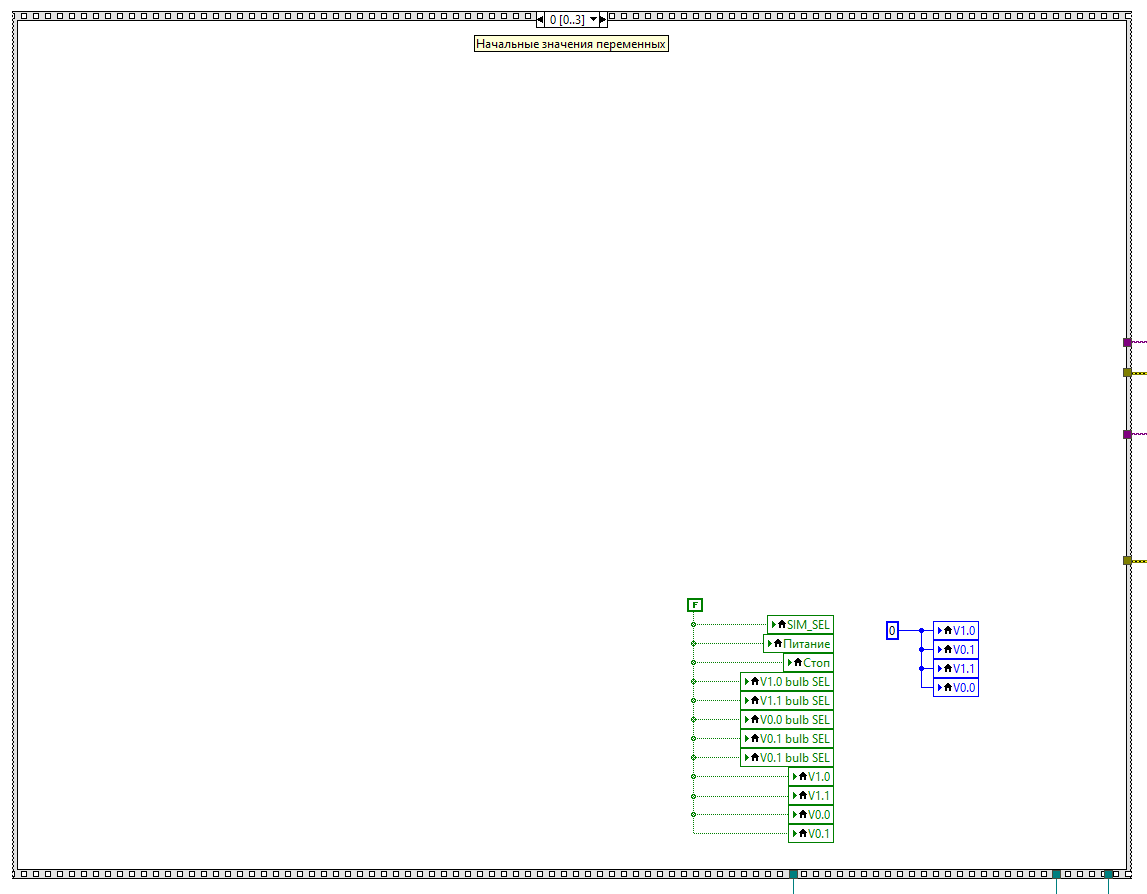 0 [0..3]
Начальные значения переменных
F
SIM_SEL
Питание
Стоп
V1.0 bulb SEL
V1.1 bulb SEL
V0.0 bulb SEL
V0.1 bulb SEL
V0.1 bulb SEL
V1.0
V1.1
V0.0
V0.1
0
V1.0
V0.1
V1.1
V0.0